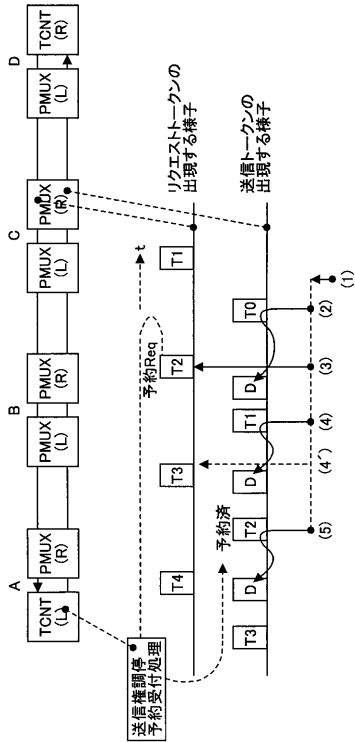 A
B
C
D
TCNT
(L)
PMUX
(R)
PMUX
(L)
PMUX
(R)
PMUX
(L)
PMUX
(R)
PMUX
(L)
TCNT
(R)
送信権調停
予約受付処理
予約Req
t
リクエストトークンの
出現する様子
T4
T3
T2
T1
予約済
送信トークンの
出現する様子
T3
D
T2
D
T1
D
T0
(5)
(4')
(4)
(3)
(2)
(1)